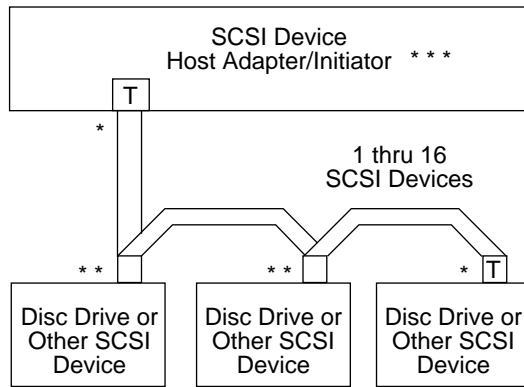 SCSI Device
Host Adapter/Initiator * * *
T
*
1 thru 16
SCSI Devices
* *
* *
*
T
Disc Drive or
Other SCSI
Device
Disc Drive or
Other SCSI
Device
Disc Drive or
Other SCSI
Device